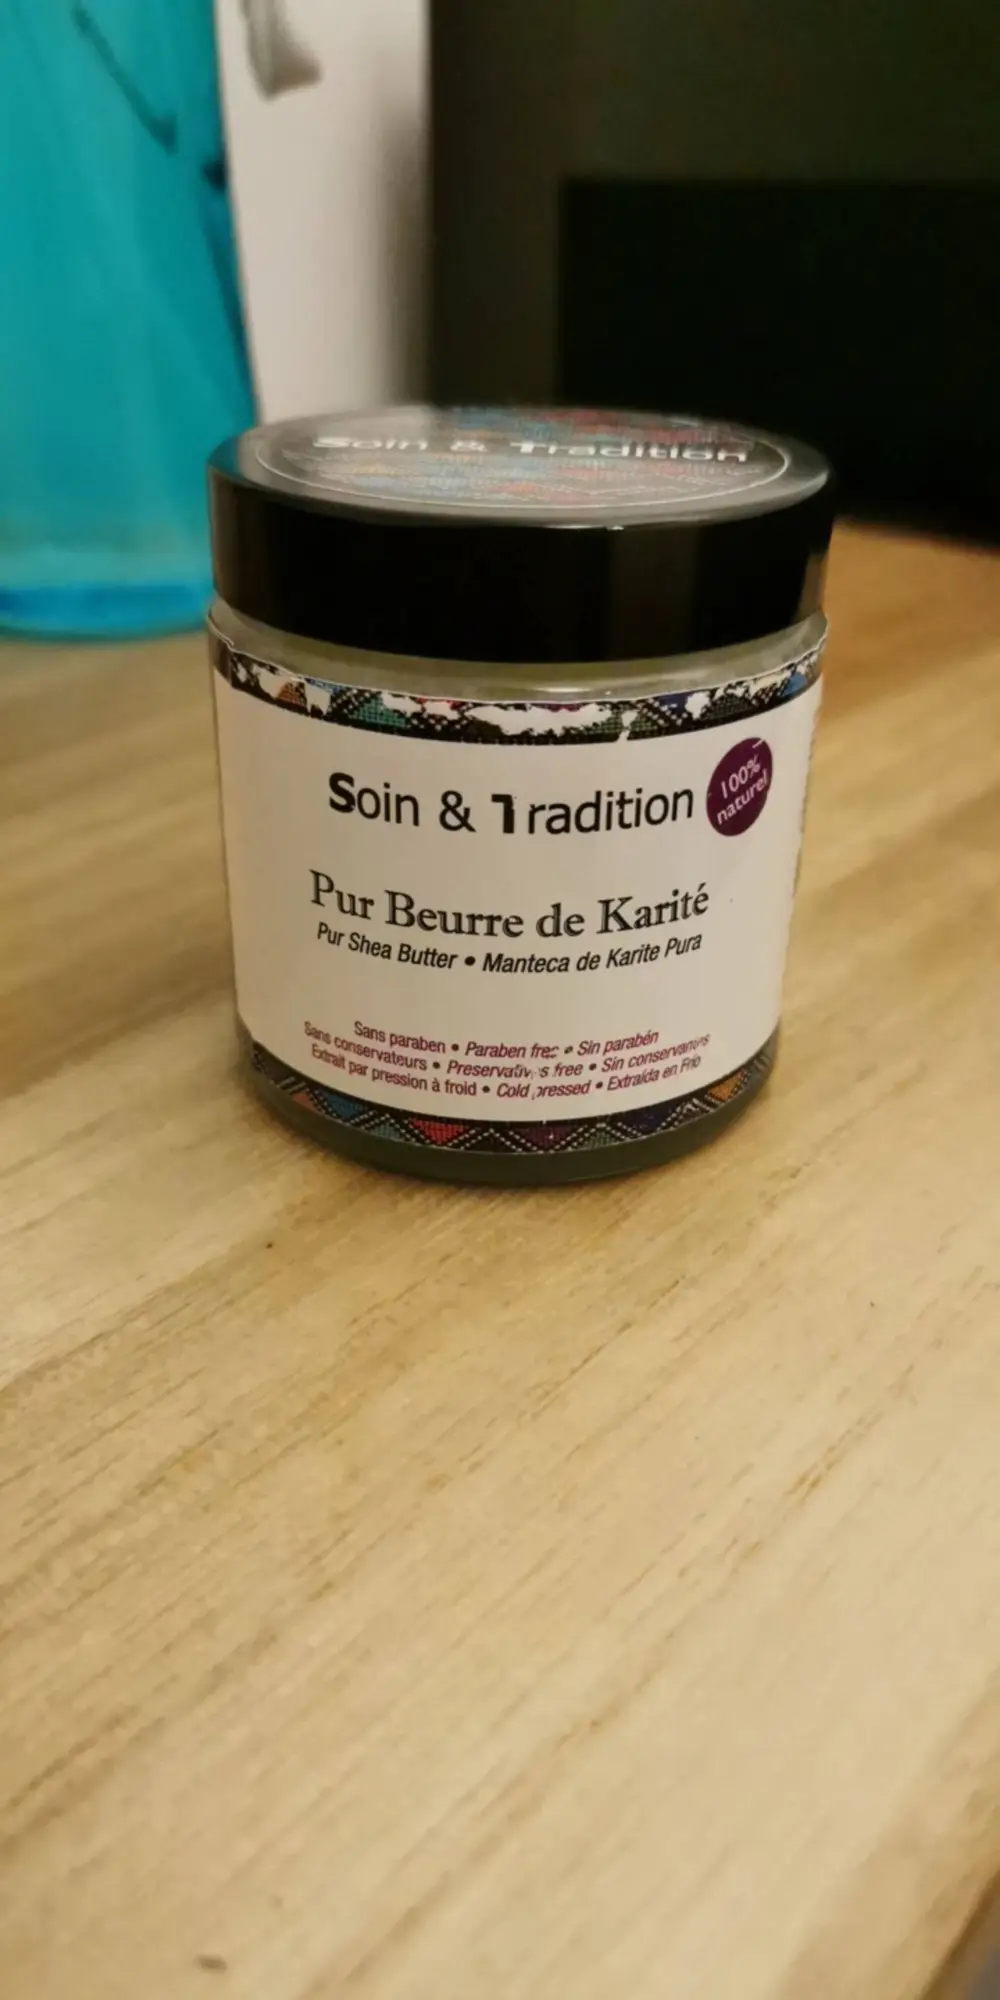 Soin & Tradition
Soin & Tradition
100%
naturel
Pur Beurre de Karité
Pur Shea Butter • Manteca de Karite Pura
Sans paraben • Paraben free • Sin parabén
Sans conservateurs • Preservatives free • Sin conservantes
Extrait par pression à froid • Cold pressed • Extraída en Frio